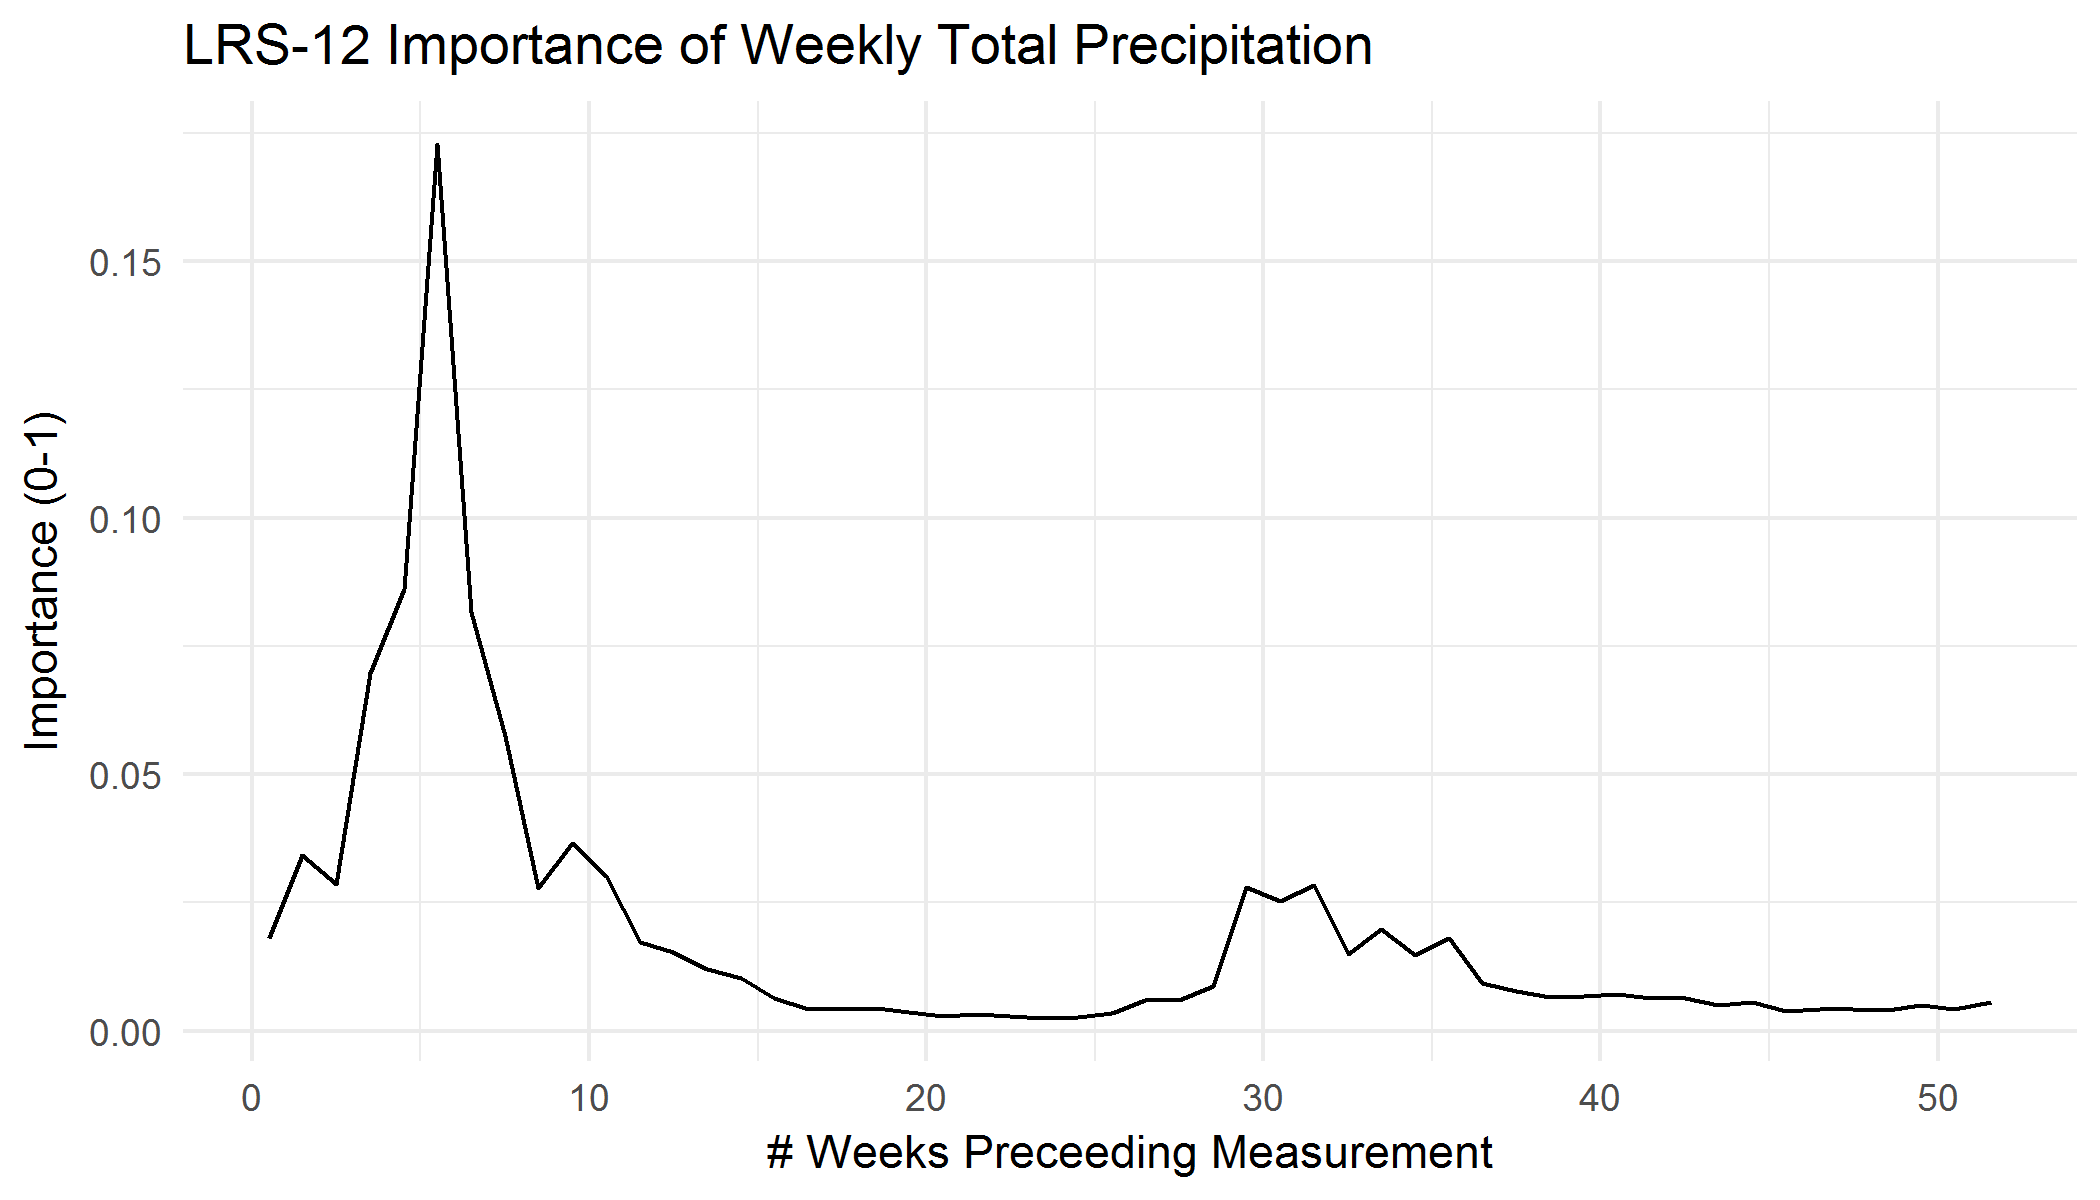 LRS-12 Importance of Weekly Total Precipitation
Importance (0-1)
0.15
0.10
0.05
0.00
0 10 20 30 40 50
# Weeks Preceeding Measurement